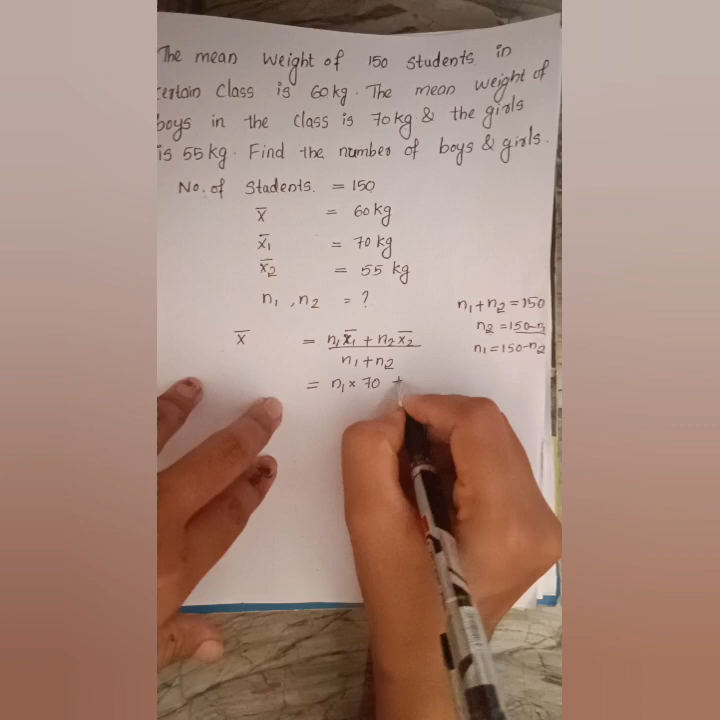 The mean weight of 150 students in
certain class is 60 kg. The mean weight of
boys in the class is 70 kg & the girls
is 55 kg. Find the number of boys & girls.
No. of Students. = 150
x̄ = 60 kg
x̄₁ = 70 kg
x̄₂ = 55 kg
n₁, n₂ = ?
n₁ + n₂ = 150
n₂ = 150-n₁
n₁ = 150-n₂
x̄ = n₁x̄₁ + n₂x̄₂
n₁ + n₂
= n₁ × 70 +